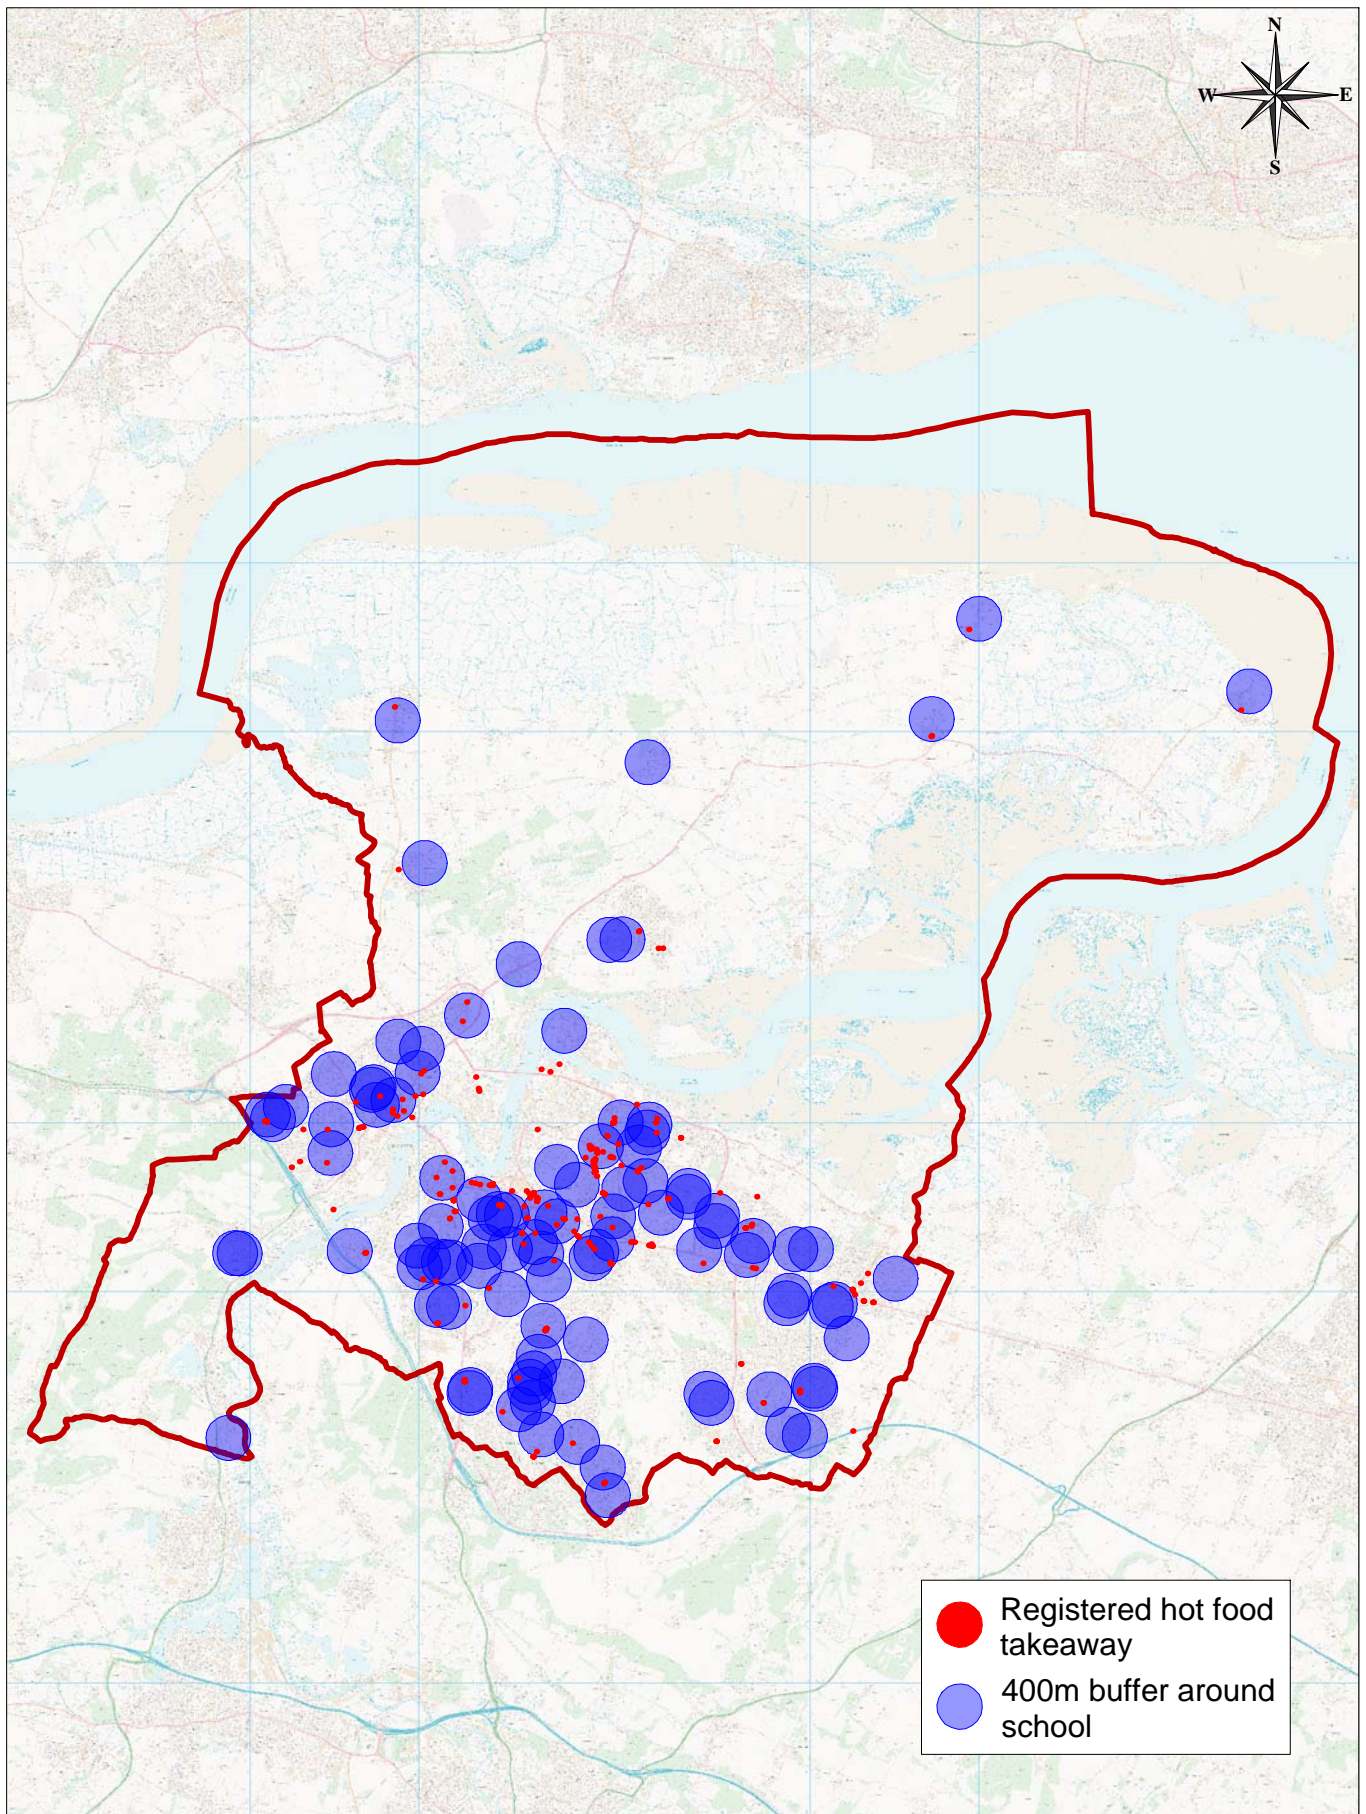 N
W E
S
Registered hot food
takeaway
400m buffer around
school